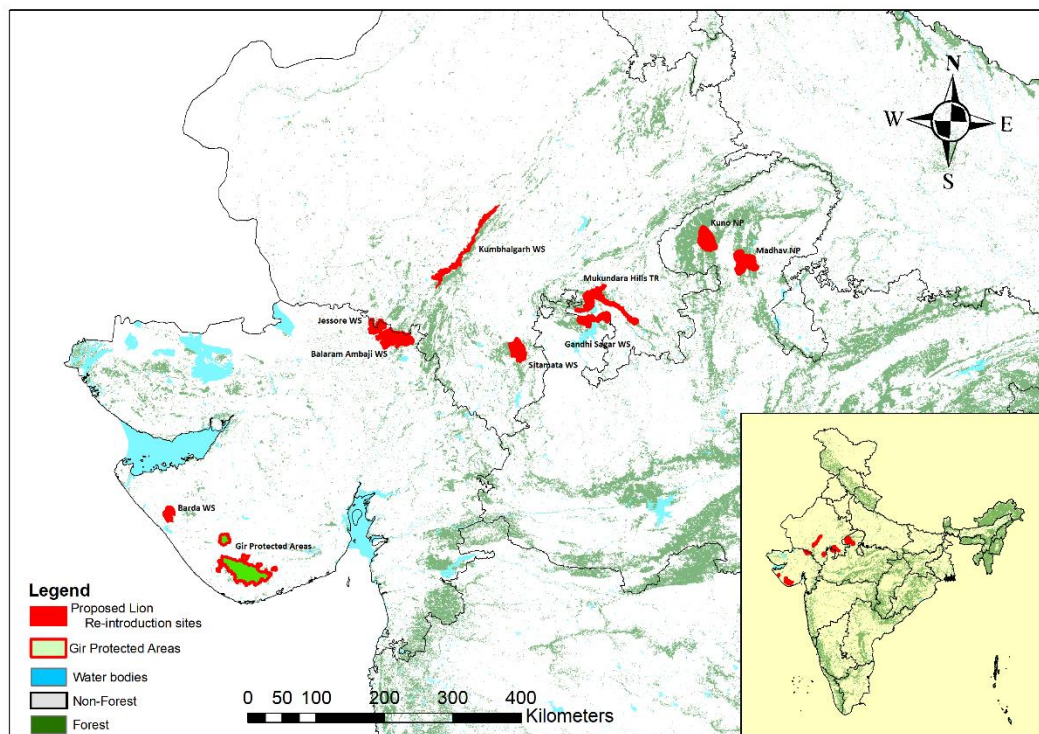 N
W
E
S
Kuno NP
Madhav NP
Kumbhalgarh WS
Mukundara Hills TR
Jessore WS
Balaram Ambaji WS
Gandhi Sagar WS
Sitamata WS
Barda WS
Gir Protected Areas
Legend
Proposed Lion
Re-introduction sites
Gir Protected Areas
Water bodies
Non-Forest
Forest
0 50 100 200 300 400
Kilometers